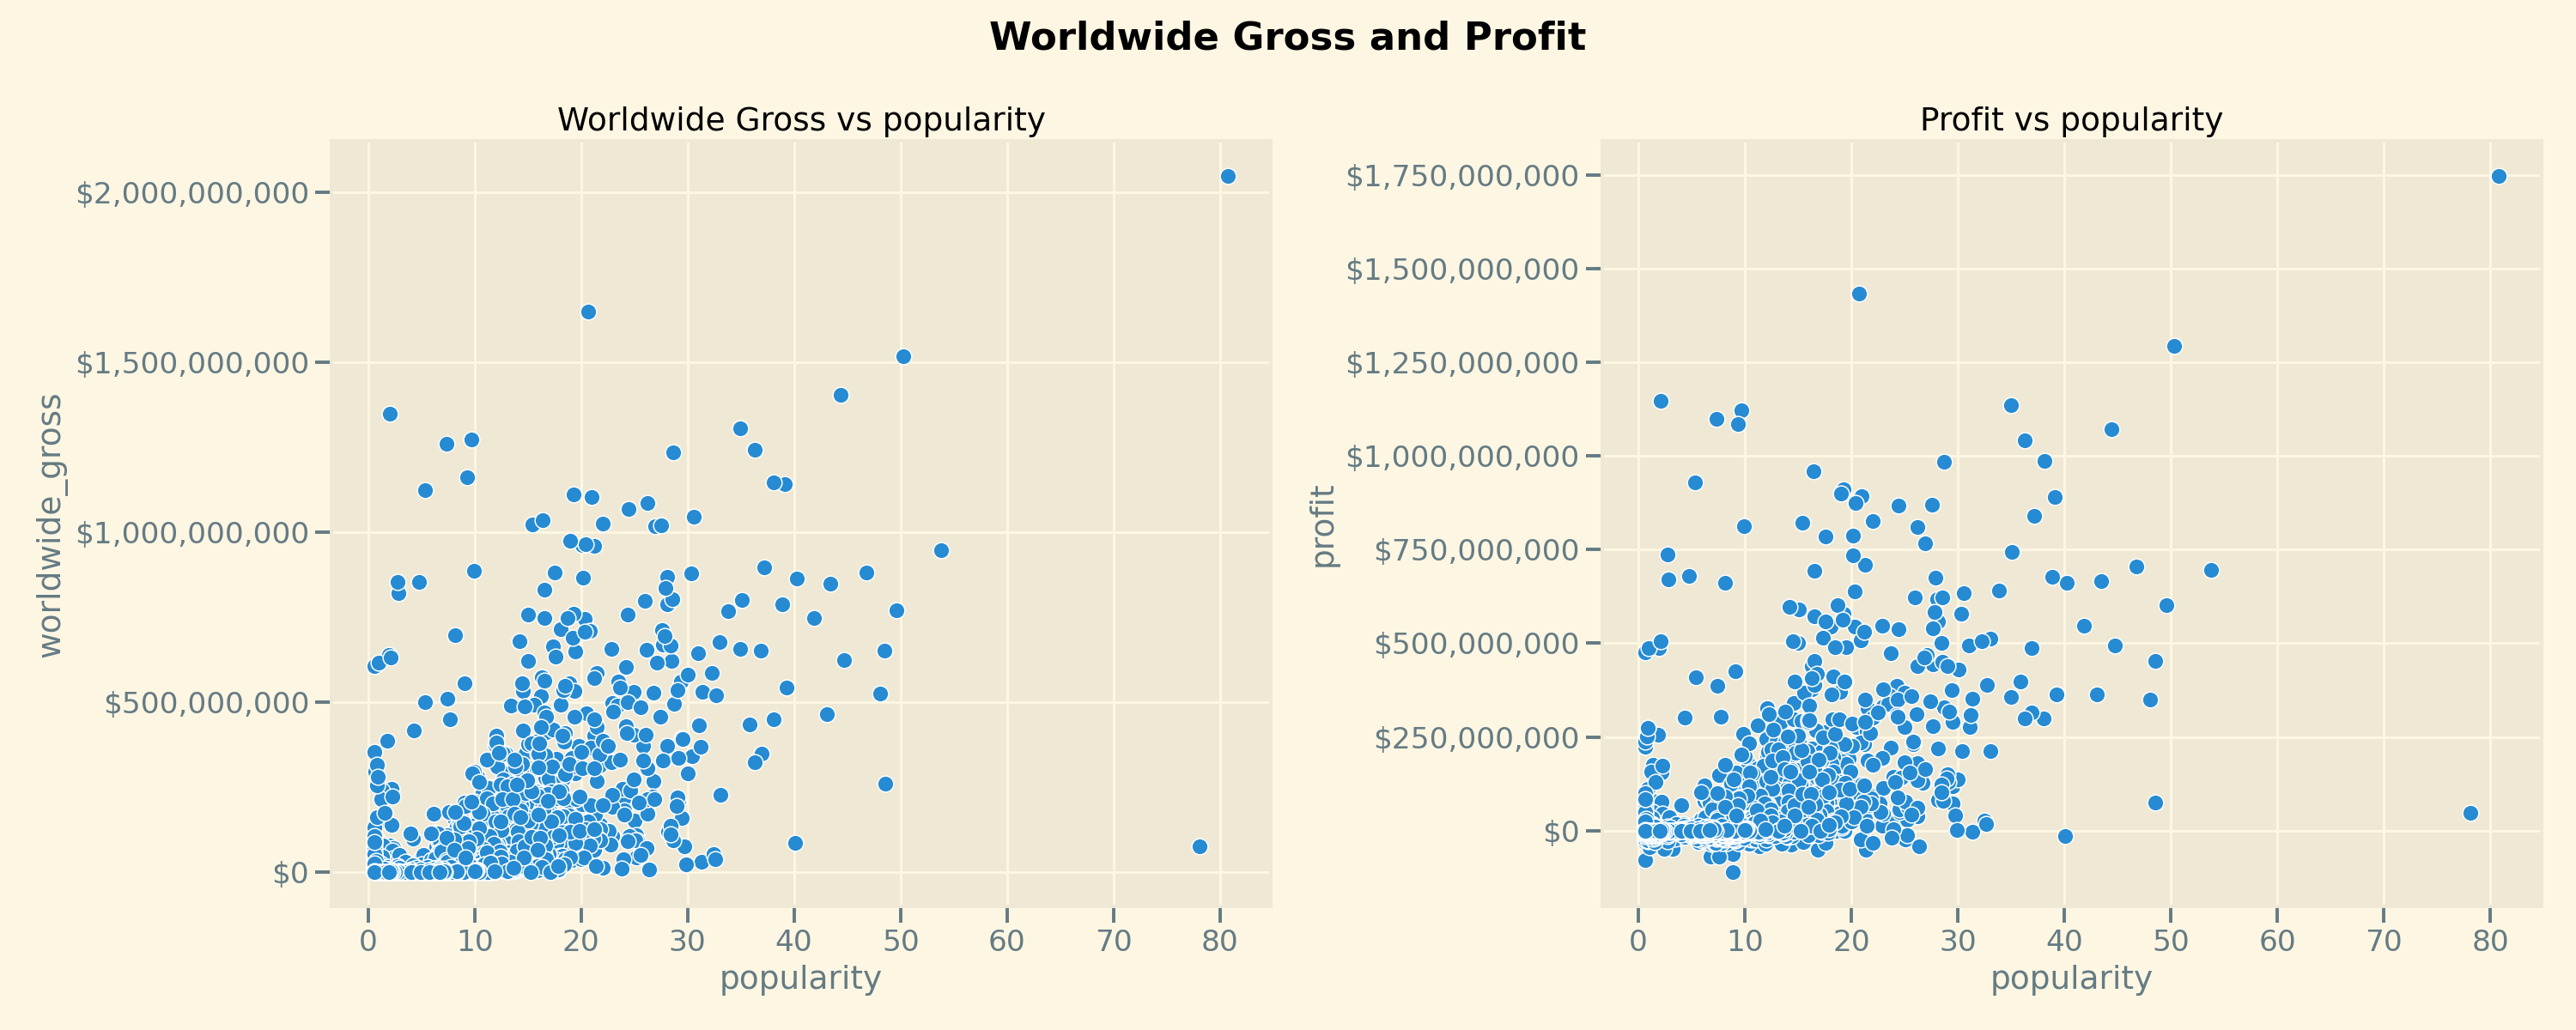 Worldwide Gross and Profit
Worldwide Gross vs popularity
worldwide_gross
$2,000,000,000
$1,500,000,000
$1,000,000,000
$500,000,000
$0
0 10 20 30 40 50 60 70 80
popularity
Profit vs popularity
profit
$1,750,000,000
$1,500,000,000
$1,250,000,000
$1,000,000,000
$750,000,000
$500,000,000
$250,000,000
$0
0 10 20 30 40 50 60 70 80
popularity